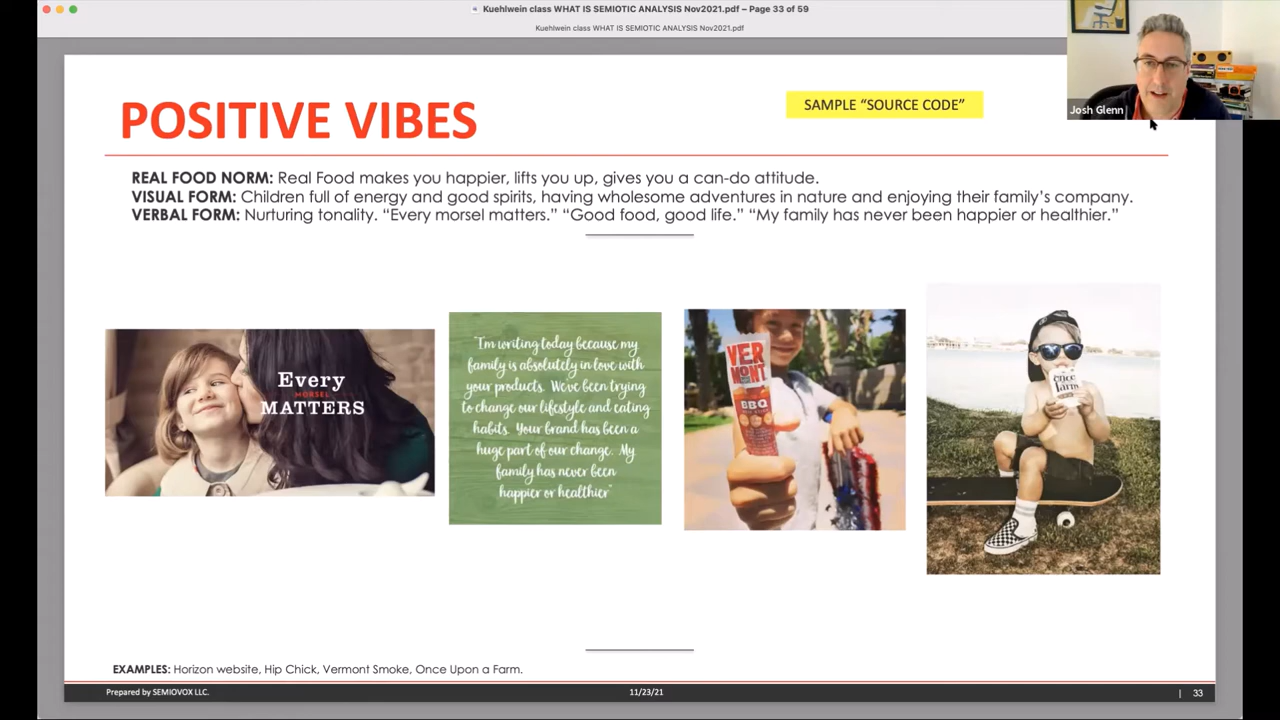 Kuehlwein class WHAT IS SEMIOTIC ANALYSIS Nov2021.pdf – Page 33 of 59
Kuehlwein class WHAT IS SEMIOTIC ANALYSIS Nov2021.pdf
Josh Glenn
POSITIVE VIBES
SAMPLE “SOURCE CODE”
REAL FOOD NORM: Real Food makes you happier, lifts you up, gives you a can-do attitude.
VISUAL FORM: Children full of energy and good spirits, having wholesome adventures in nature and enjoying their family’s company.
VERBAL FORM: Nurturing tonality. “Every morsel matters.” “Good food, good life.” “My family has never been happier or healthier.”
Every
MORSEL
MATTERS
"I'm writing today because my
family is absolutely in love with
your products. We've been trying
to change our lifestyle and eating
habits. Your brand has been a
huge part of our change. My
family has never been
happier or healthier"
VER
MONT
BBQ
once
farm
EXAMPLES: Horizon website, Hip Chick, Vermont Smoke, Once Upon a Farm.
Prepared by SEMIOVOX LLC.
11/23/21
| 33